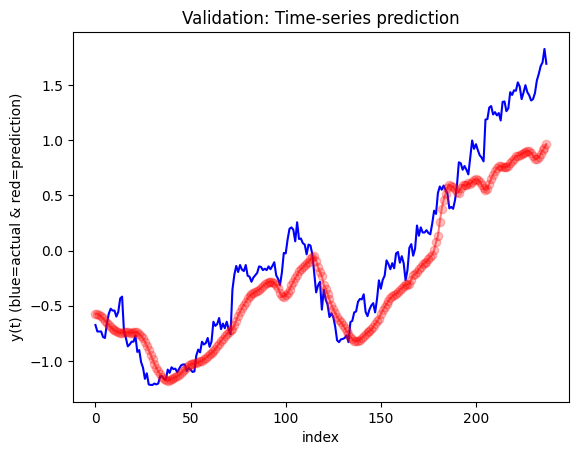 Validation: Time-series prediction
y(t) (blue=actual & red=prediction)
1.5
1.0
0.5
0.0
−0.5
−1.0
0 50 100 150 200
index